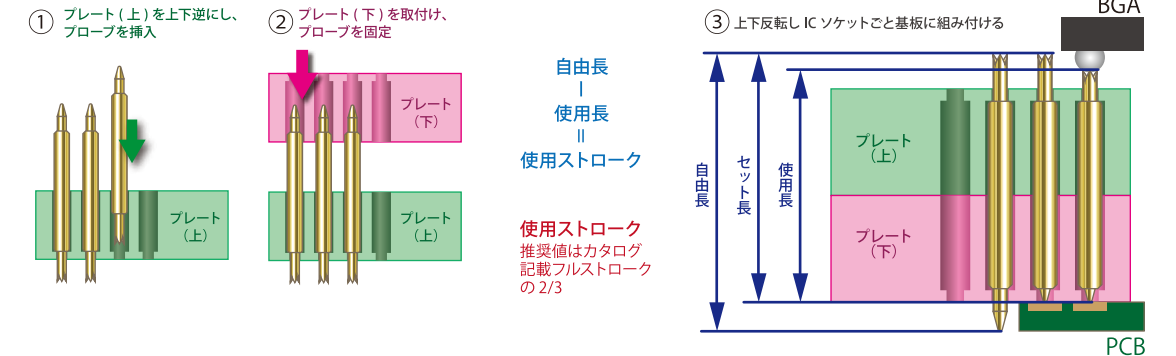 ① プレート(上)を上下逆にし、
プローブを挿入
プレート
(上)
② プレート(下)を取付け、
プローブを固定
プレート
(下)
プレート
(上)
自由長
ー
使用長
=
使用ストローク
使用ストローク
推奨値はカタログ
記載フルストローク
の 2/3
③ 上下反転し IC ソケットごと基板に組み付ける
BGA
自由長
セット長
使用長
プレート
(上)
プレート
(下)
PCB